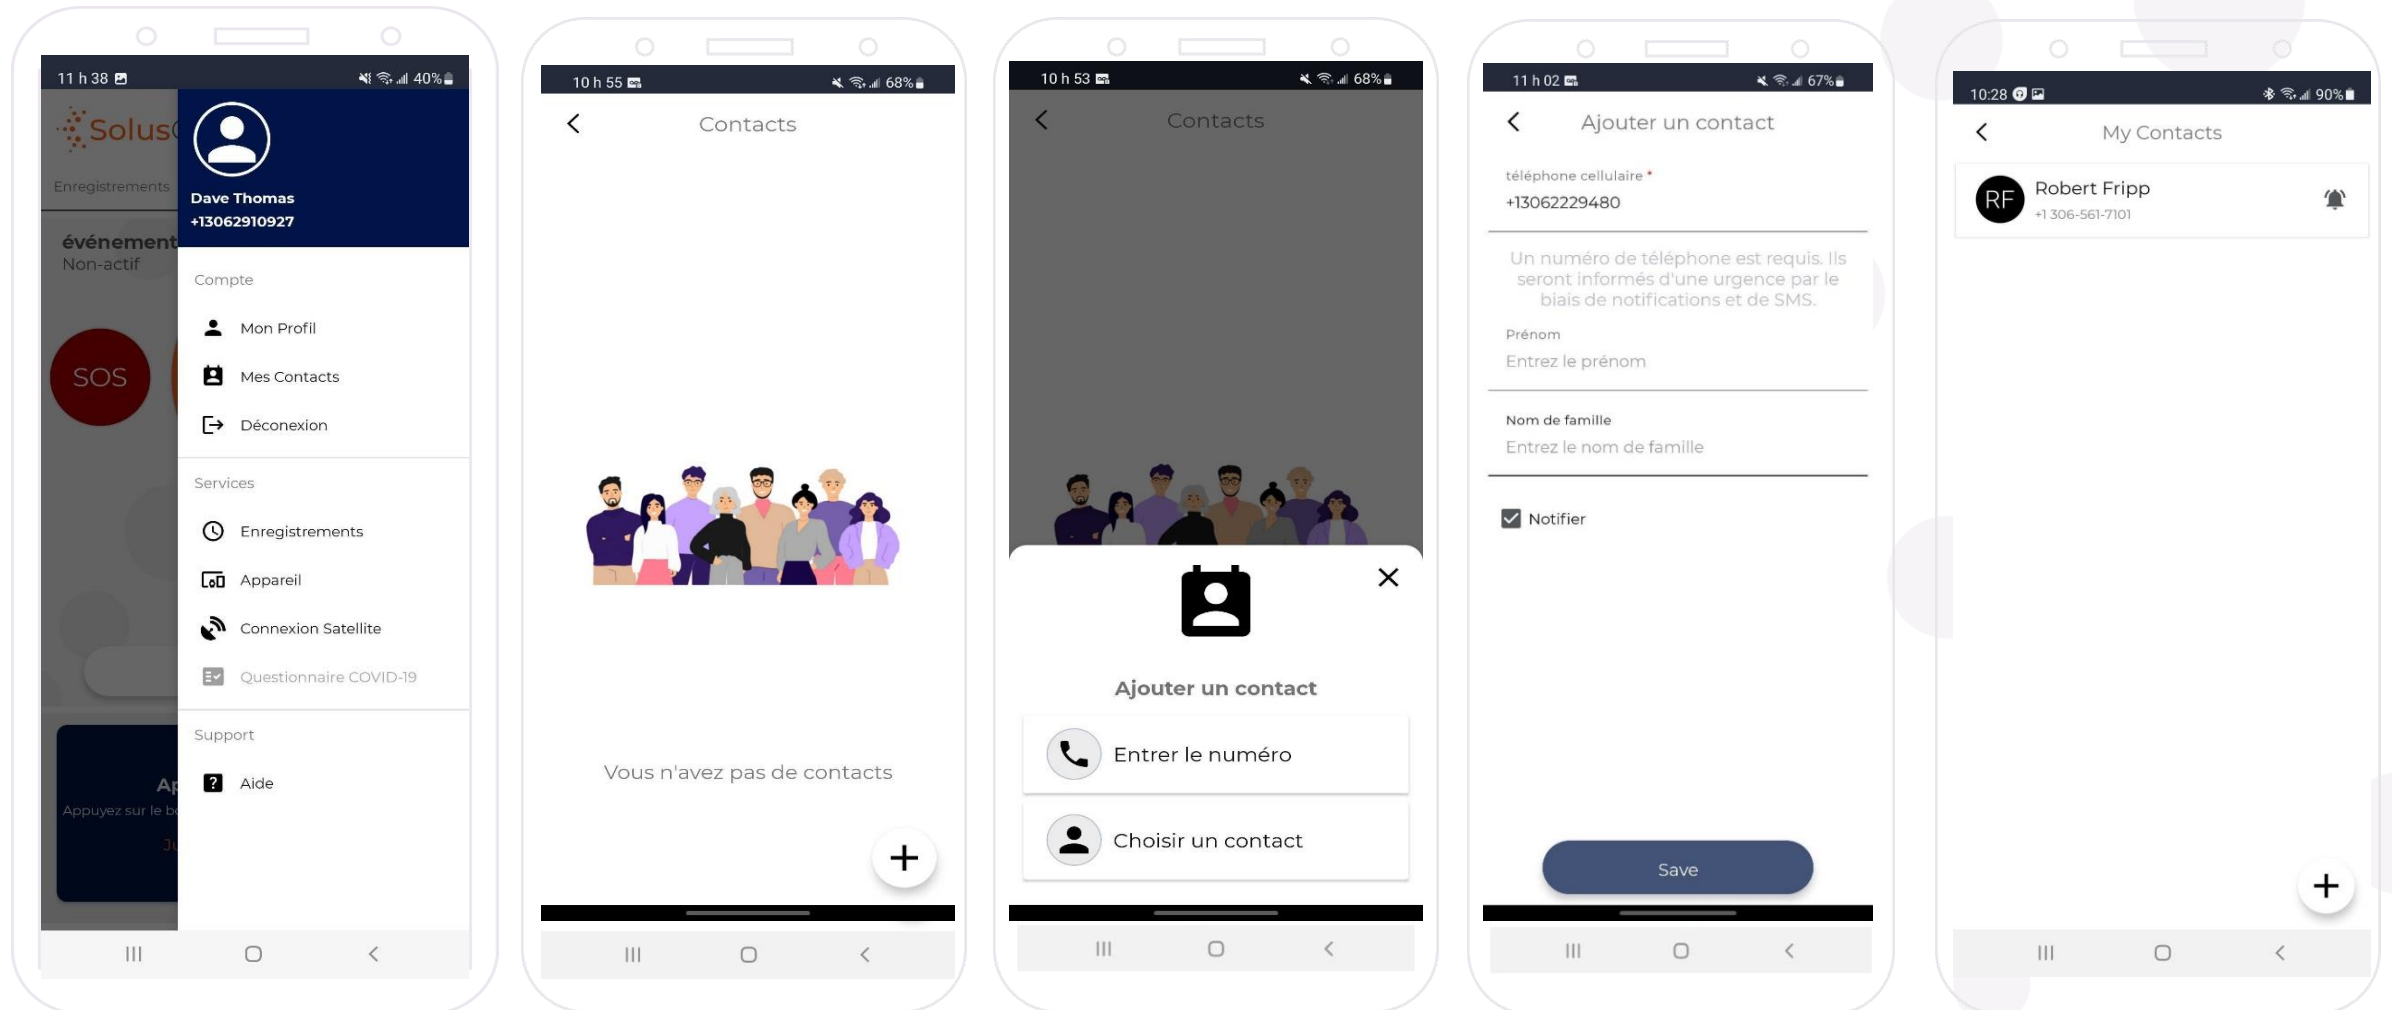 11 h 38
40%
Solus
Enregistrements
Dave Thomas
+13062910927
événement
Non-actif
Compte
Mon Profil
SOS
Mes Contacts
Déconexion
Services
Enregistrements
Appareil
Connexion Satellite
Questionnaire COVID-19
Support
Aide
Appuyez sur le
10 h 55
68%
Contacts
Vous n'avez pas de contacts
10 h 53
68%
Contacts
Ajouter un contact
Entrer le numéro
Choisir un contact
11 h 02
67%
Ajouter un contact
téléphone cellulaire *
+13062229480
Un numéro de téléphone est requis. Ils
seront informés d'une urgence par le
biais de notifications et de SMS.
Prénom
Entrez le prénom
Nom de famille
Entrez le nom de famille
Notifier
Save
10:28
90%
My Contacts
RF
Robert Fripp
+1 306-561-7101